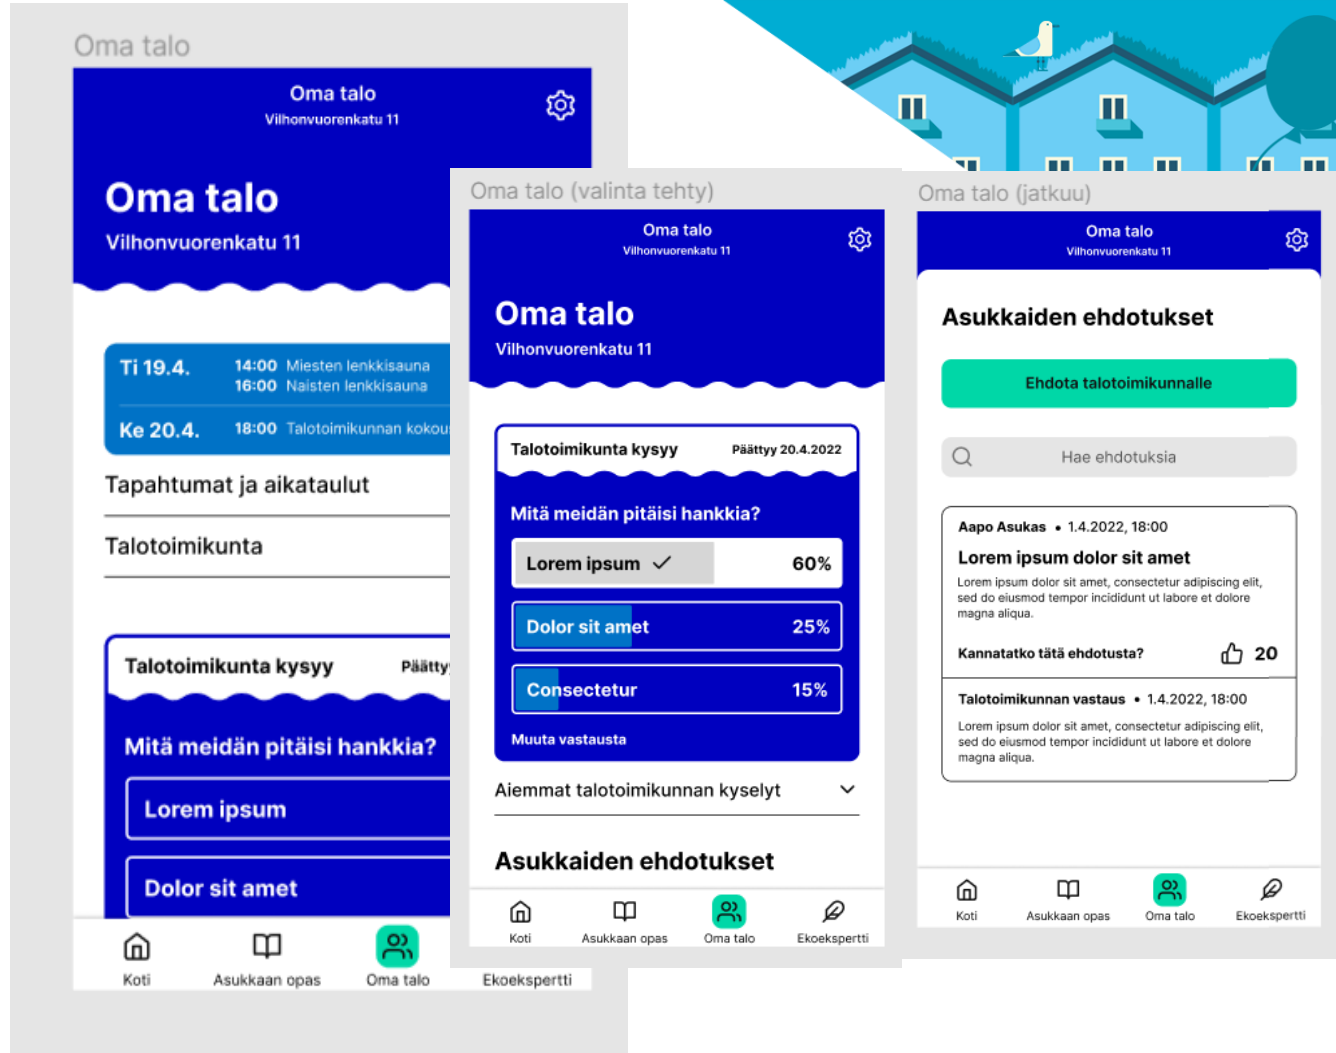 Oma talo
Oma talo
Vilhonvuorenkatu 11
Oma talo
Vilhonvuorenkatu 11
Ti 19.4.
14:00 Miesten lenkkisauna
16:00 Naisten lenkkisauna
Ke 20.4.
18:00 Talotoimikunnan kokous
Tapahtumat ja aikataulut
Talotoimikunta
Talotoimikunta kysyy
Päättyy
Mitä meidän pitäisi hankkia?
Lorem ipsum
Dolor sit amet
Koti
Asukkaan opas
Oma talo
Ekoekspertti
Oma talo (valinta tehty)
Oma talo
Vilhonvuorenkatu 11
Oma talo
Vilhonvuorenkatu 11
Talotoimikunta kysyy
Päättyy 20.4.2022
Mitä meidän pitäisi hankkia?
Lorem ipsum 60%
Dolor sit amet 25%
Consectetur 15%
Muuta vastausta
Aiemmat talotoimikunnan kyselyt
Asukkaiden ehdotukset
Koti
Asukkaan opas
Oma talo
Ekoekspertti
Oma talo (jatkuu)
Oma talo
Vilhonvuorenkatu 11
Asukkaiden ehdotukset
Ehdota talotoimikunnalle
Hae ehdotuksia
Aapo Asukas • 1.4.2022, 18:00
Lorem ipsum dolor sit amet
Lorem ipsum dolor sit amet, consectetur adipiscing elit,
sed do eiusmod tempor incididunt ut labore et dolore
magna aliqua.
Kannatatko tätä ehdotusta? 20
Talotoimikunnan vastaus • 1.4.2022, 18:00
Lorem ipsum dolor sit amet, consectetur adipiscing elit,
sed do eiusmod tempor incididunt ut labore et dolore
magna aliqua.
Koti
Asukkaan opas
Oma talo
Ekoekspertti